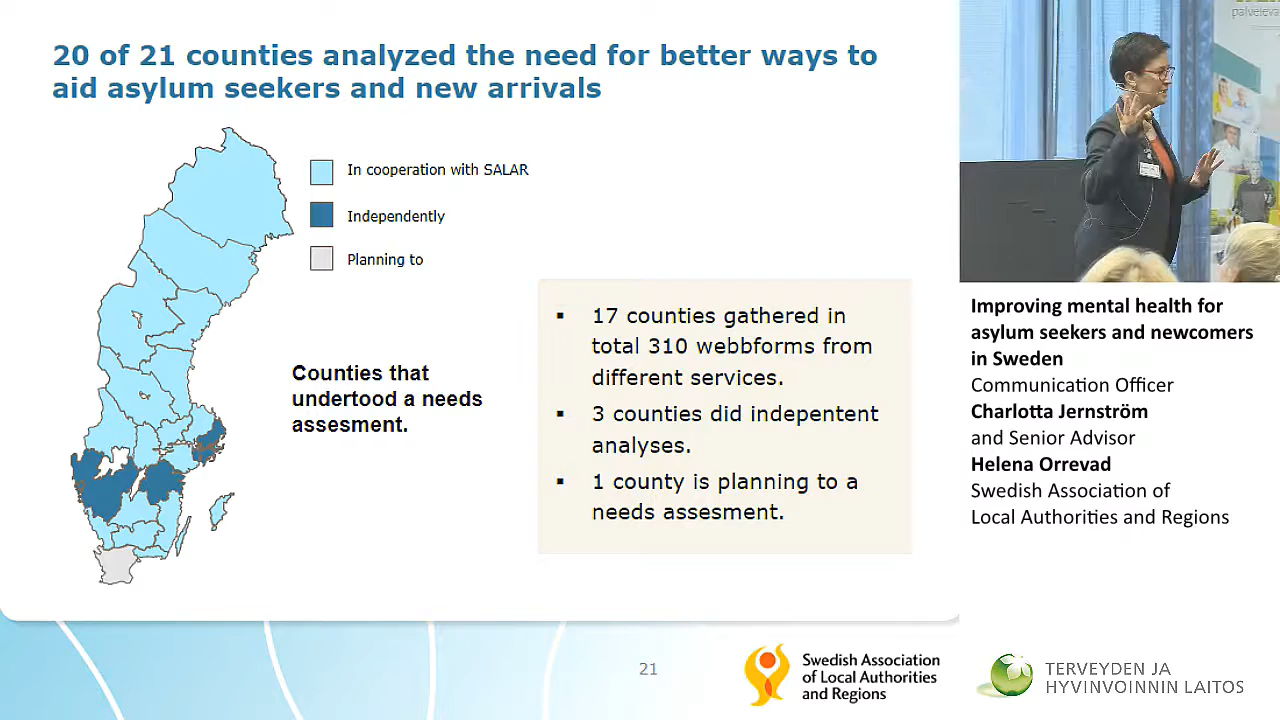 20 of 21 counties analyzed the need for better ways to
aid asylum seekers and new arrivals
In cooperation with SALAR
Independently
Planning to
Counties that
undertood a needs
assesment.
▪ 17 counties gathered in
total 310 webbforms from
different services.
▪ 3 counties did indepentent
analyses.
▪ 1 county is planning to a
needs assesment.
21
Swedish Association
of Local Authorities
and Regions
Improving mental health for
asylum seekers and newcomers
in Sweden
Communication Officer
Charlotta Jernström
and Senior Advisor
Helena Orrevad
Swedish Association of
Local Authorities and Regions
TERVEYDEN JA
HYVINVOINNIN LAITOS